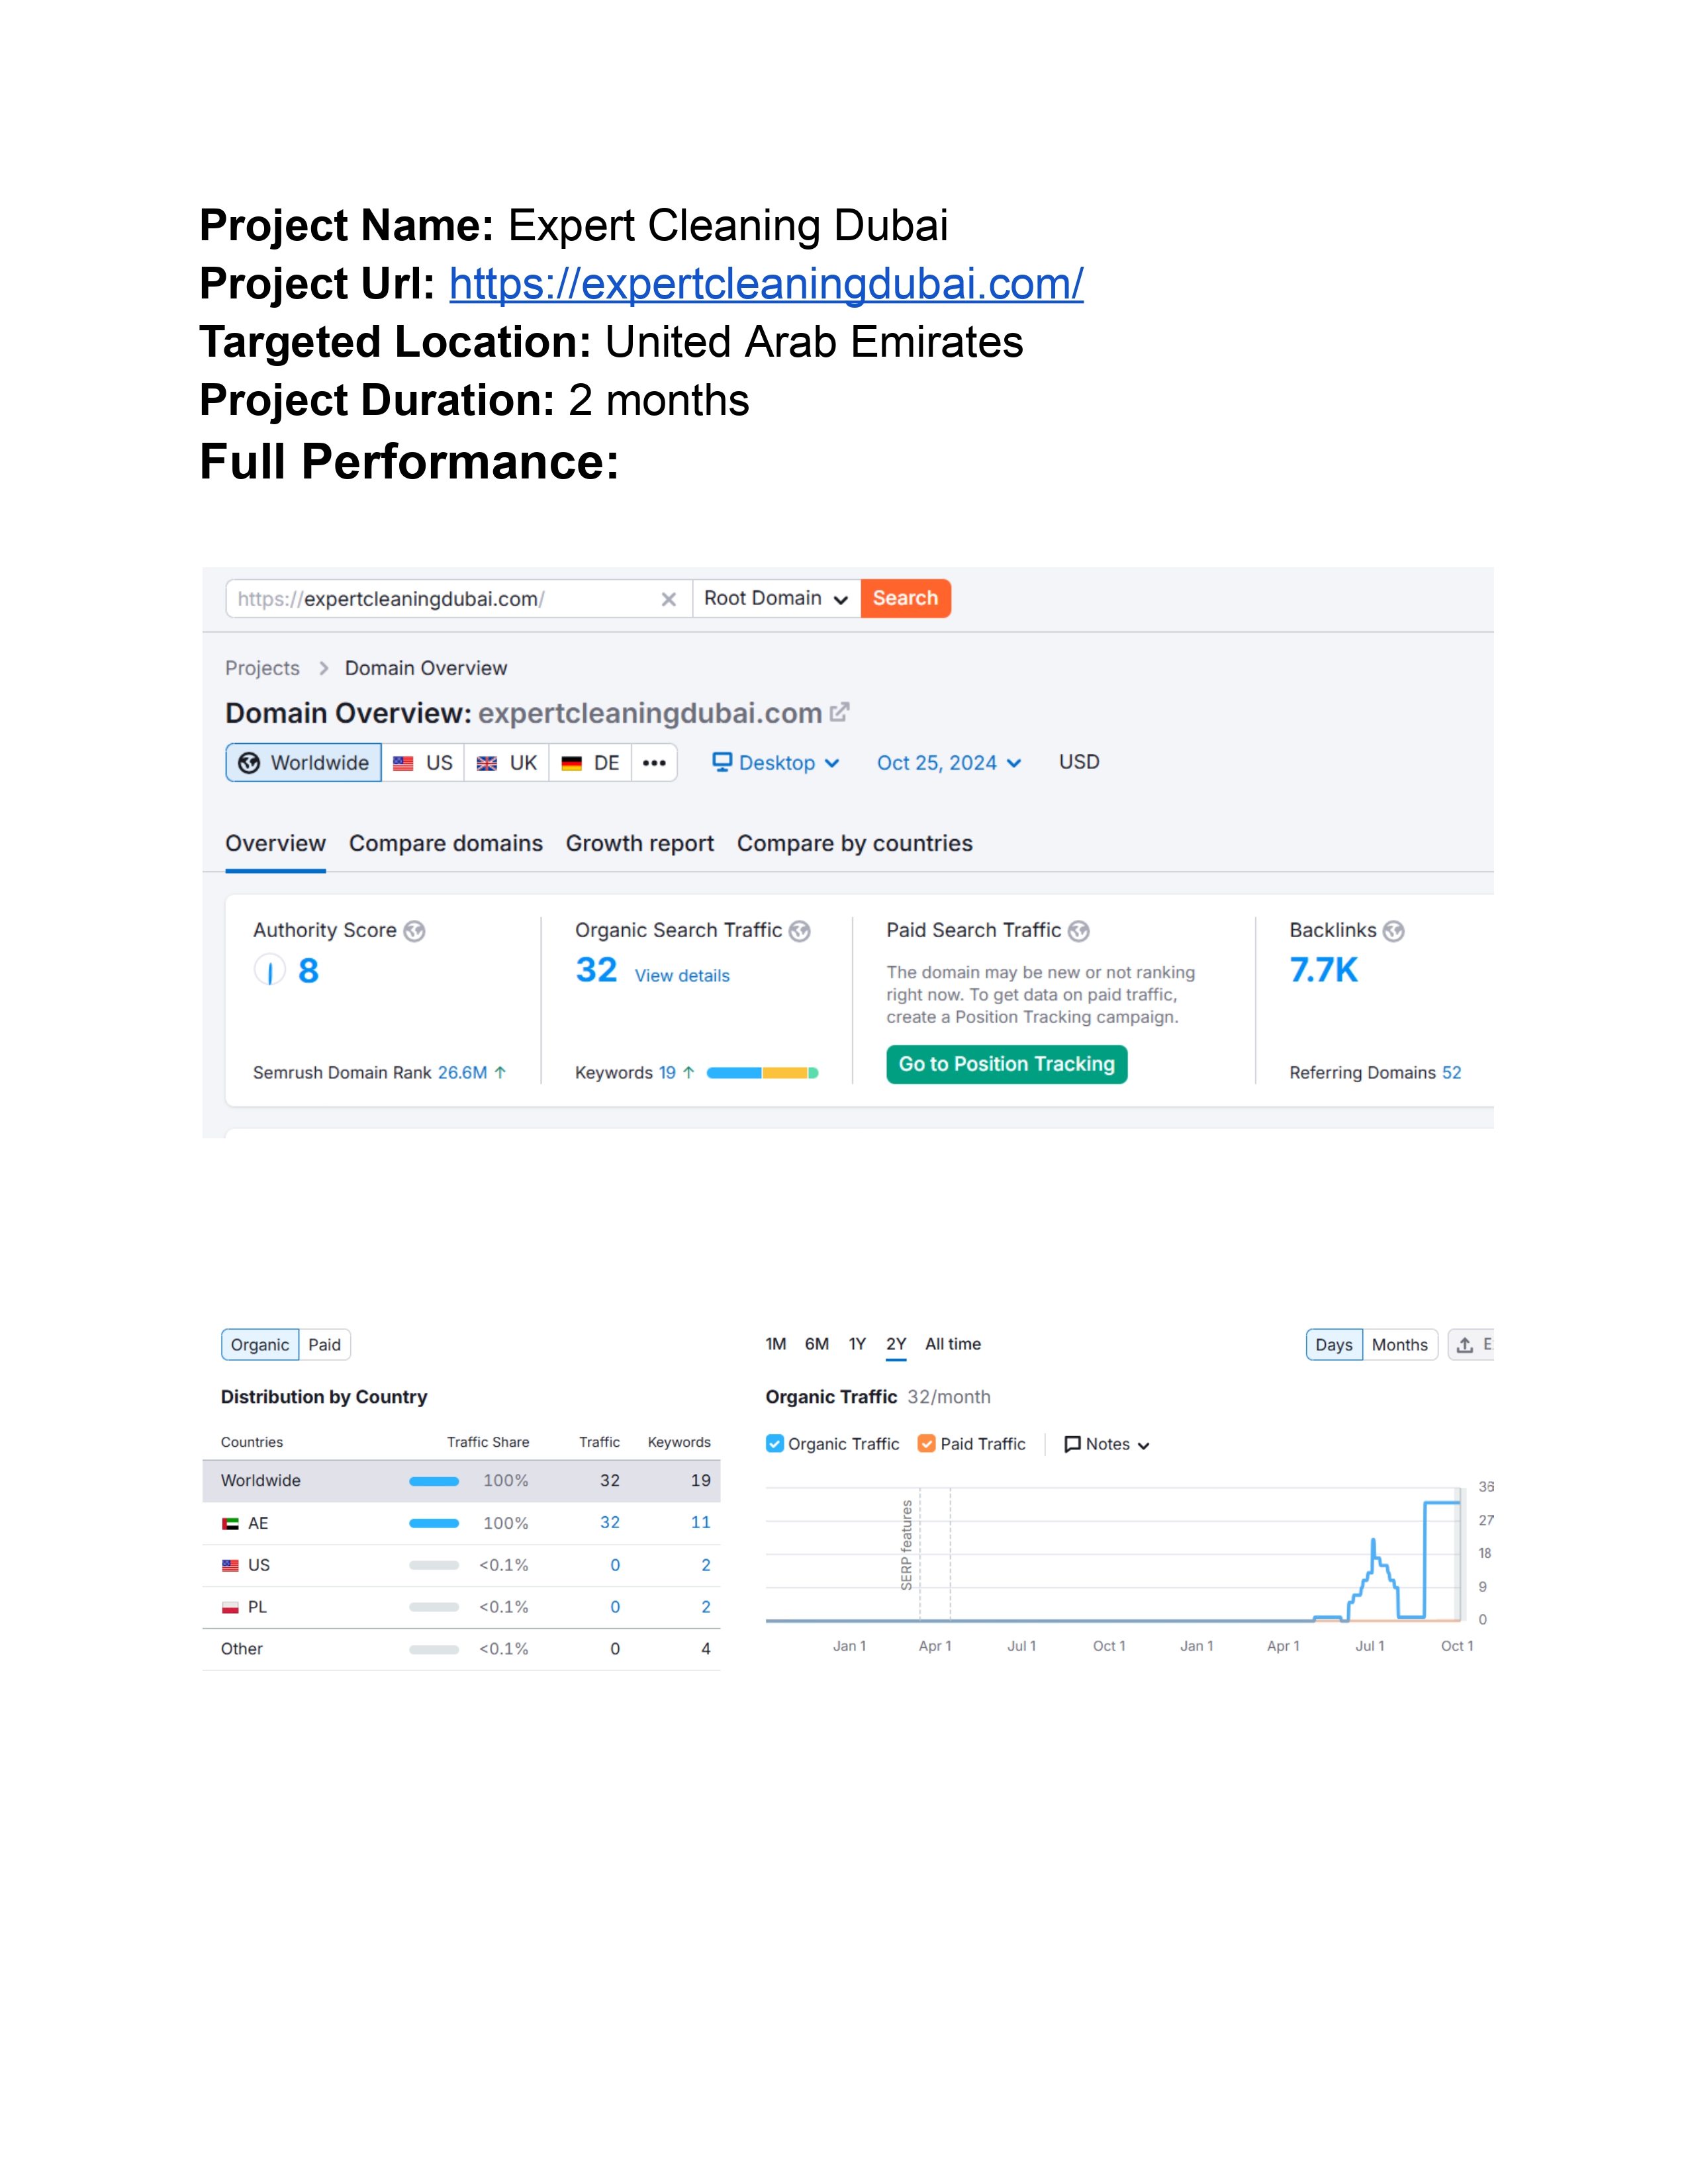 Project Name: Expert Cleaning Dubai
Project Url: https://expertcleaningdubai.com/
Targeted Location: United Arab Emirates
Project Duration: 2 months
Full Performance:
https://expertcleaningdubai.com/ Root Domain Search
Projects Domain Overview
Domain Overview: expertcleaningdubai.com
Worldwide US UK DE ••• Desktop Oct 25, 2024 USD
Overview Compare domains Growth report Compare by countries
Authority Score Organic Search Traffic Paid Search Traffic Backlinks
8 32 View details 7.7K
The domain may be new or not ranking
right now. To get data on paid traffic,
create a Position Tracking campaign.
Go to Position Tracking
Semrush Domain Rank 26.6M ↑ Keywords 19 ↑ Referring Domains 52
Organic Paid
Distribution by Country
Countries Traffic Share Traffic Keywords
Worldwide 100% 32 19
AE 100% 32 11
US <0.1% 0 2
PL <0.1% 0 2
Other <0.1% 0 4
1M 6M 1Y 2Y All time Days Months E
Organic Traffic 32/month
Organic Traffic Paid Traffic Notes
SERP features
36
27
18
9
0
Jan 1 Apr 1 Jul 1 Oct 1 Jan 1 Apr 1 Jul 1 Oct 1